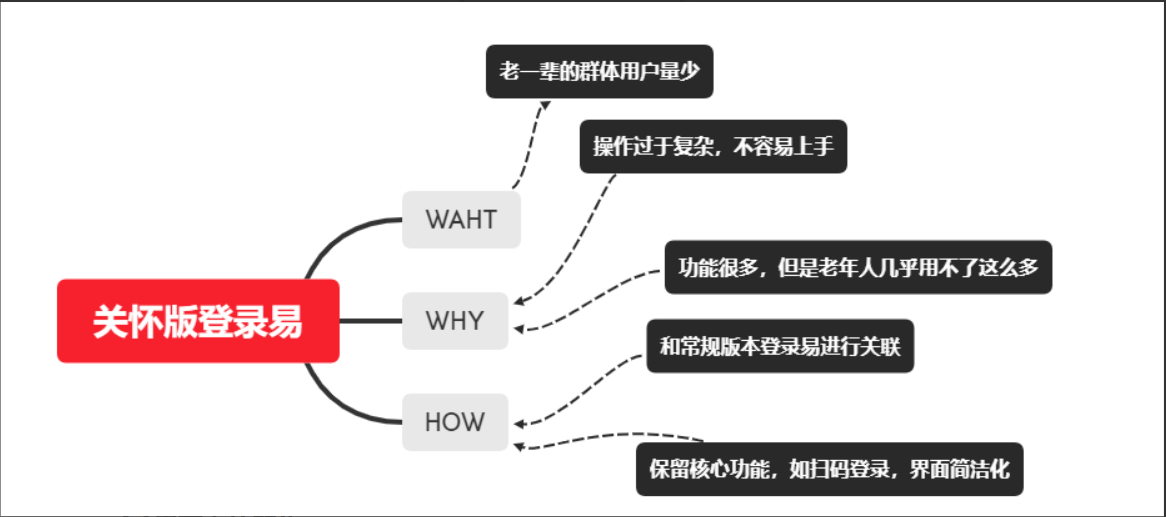 老一辈的群体用户量少
操作过于复杂，不容易上手
WAHT
功能很多，但是老年人几乎用不了这么多
关怀版登录易
WHY
和常规版本登录易进行关联
HOW
保留核心功能，如扫码登录，界面简洁化